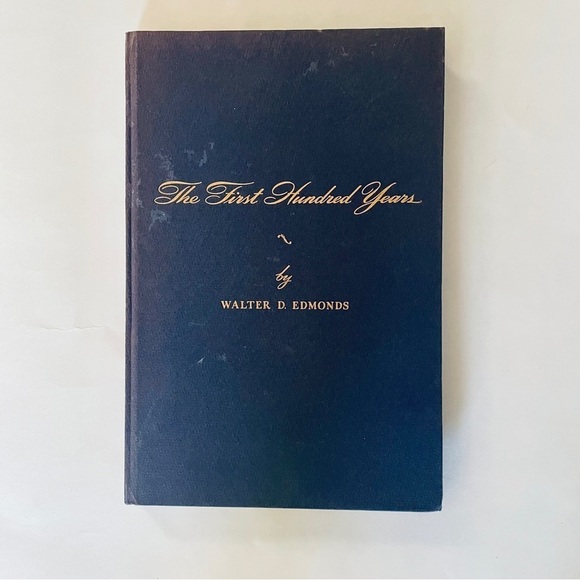 The First Hundred Years
by
WALTER D. EDMONDS